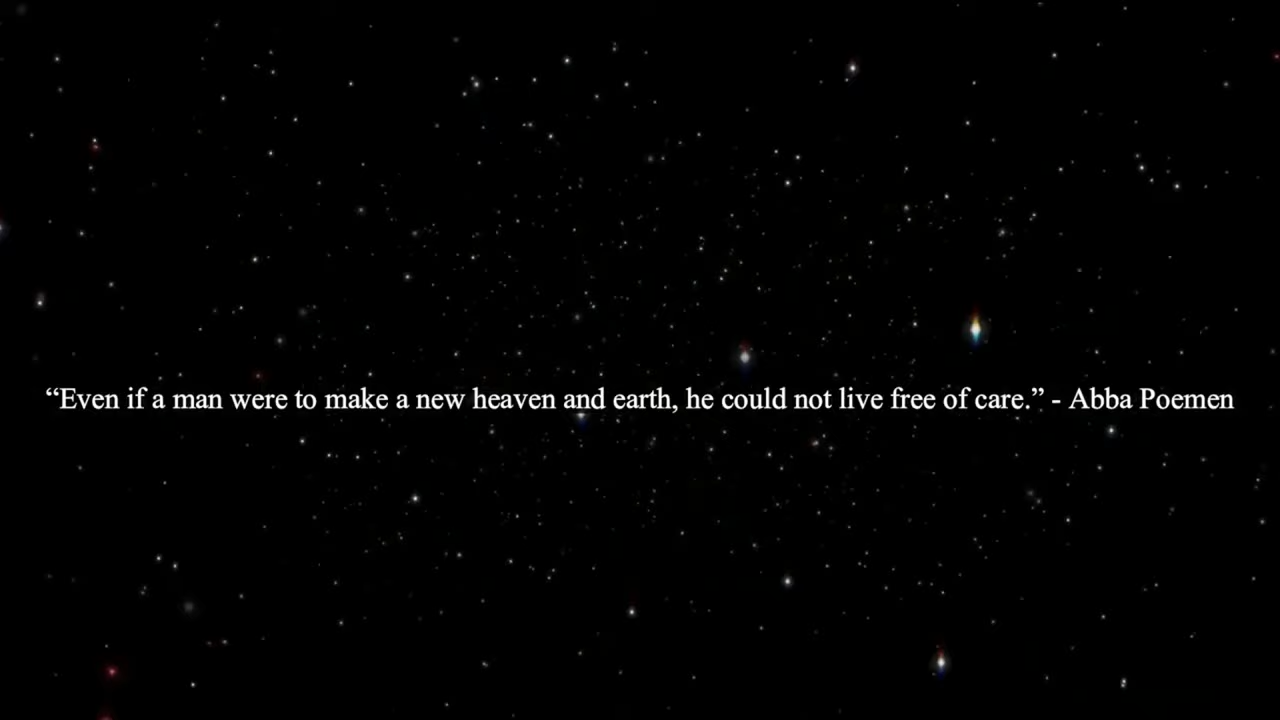 “Even if a man were to make a new heaven and earth, he could not live free of care.” - Abba Poemen